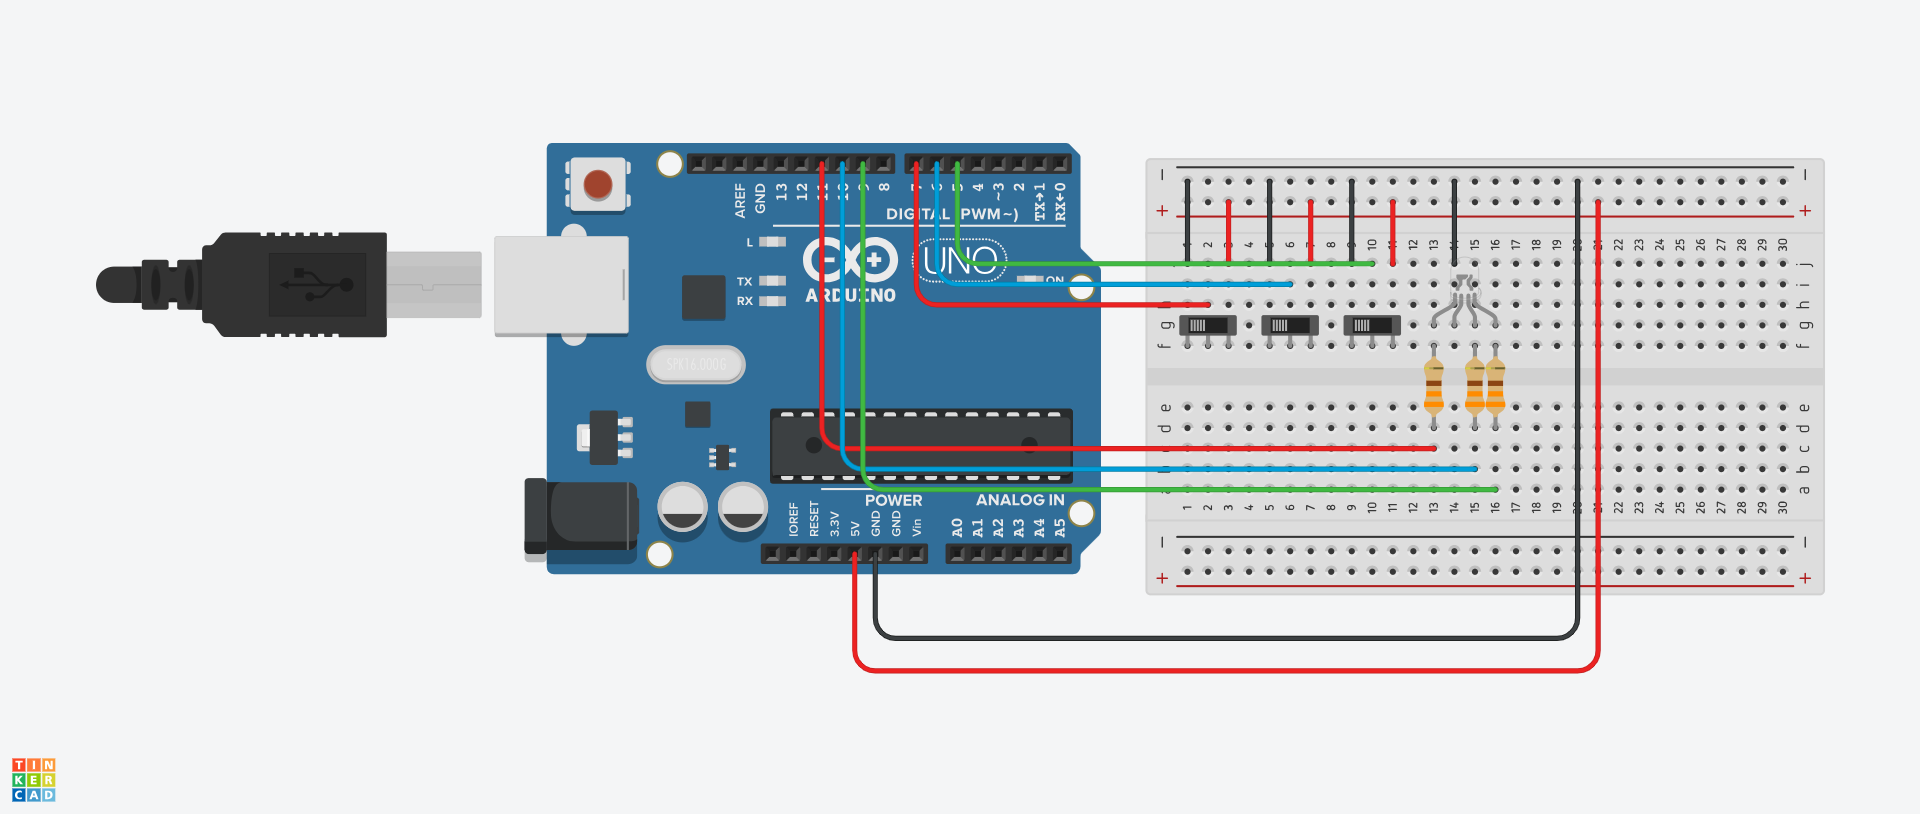 AREF
GND
13
12
11
10
9
8
7
6
5
4
~3
2
TX→1
RX←0
DIGITAL (PWM~)
L
TX
RX
UNO
ON
ARDUINO
SPK16.000G
POWER
ANALOG IN
IOREF
RESET
3.3V
5V
GND
GND
Vin
A0
A1
A2
A3
A4
A5
− −
+ +
1 2 3 4 5 6 7 8 9 10 11 12 13 14 15 16 17 18 19 20 21 22 23 24 25 26 27 28 29 30
j
i
h h
g g
f f
e e
d d
c
b
a a
1 2 3 4 5 6 7 8 9 10 11 12 13 14 15 16 17 18 19 20 21 22 23 24 25 26 27 28 29 30
− −
+ +
TIN
KER
CAD